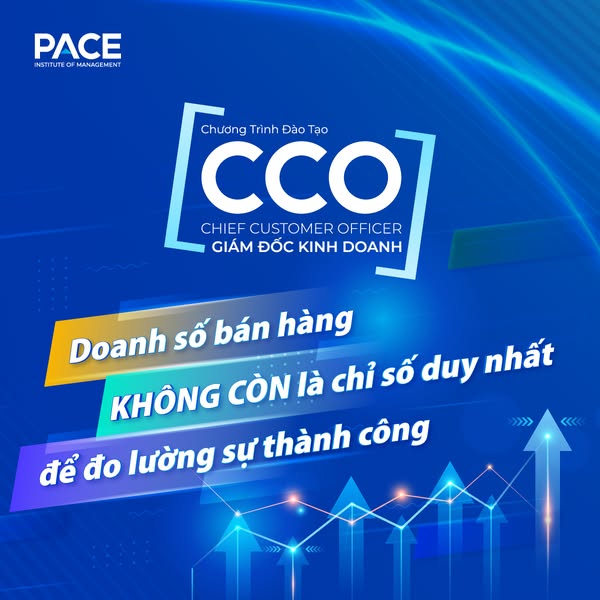 PACE
INSTITUTE OF MANAGEMENT
Chương Trình Đào Tạo
CCO
CHIEF CUSTOMER OFFICER
GIÁM ĐỐC KINH DOANH
Doanh số bán hàng
KHÔNG CÒN là chỉ số duy nhất
để đo lường sự thành công